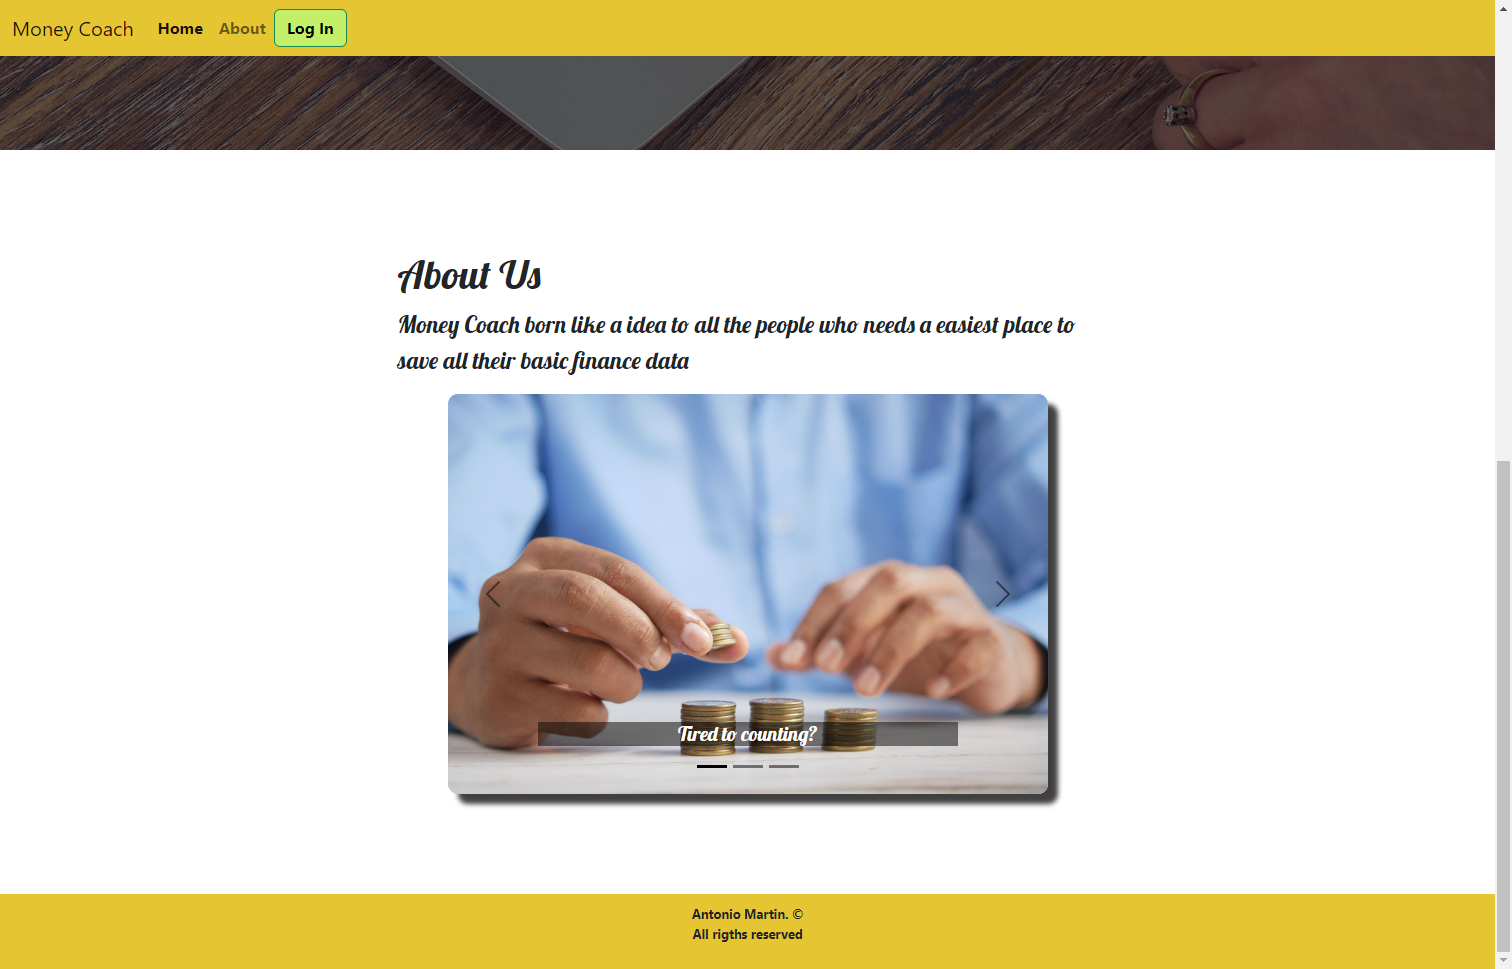 Money Coach Home About Log In
About Us
Money Coach born like a idea to all the people who needs a easiest place to
save all their basic finance data
Tired to counting?
Antonio Martin. ©
All rigths reserved